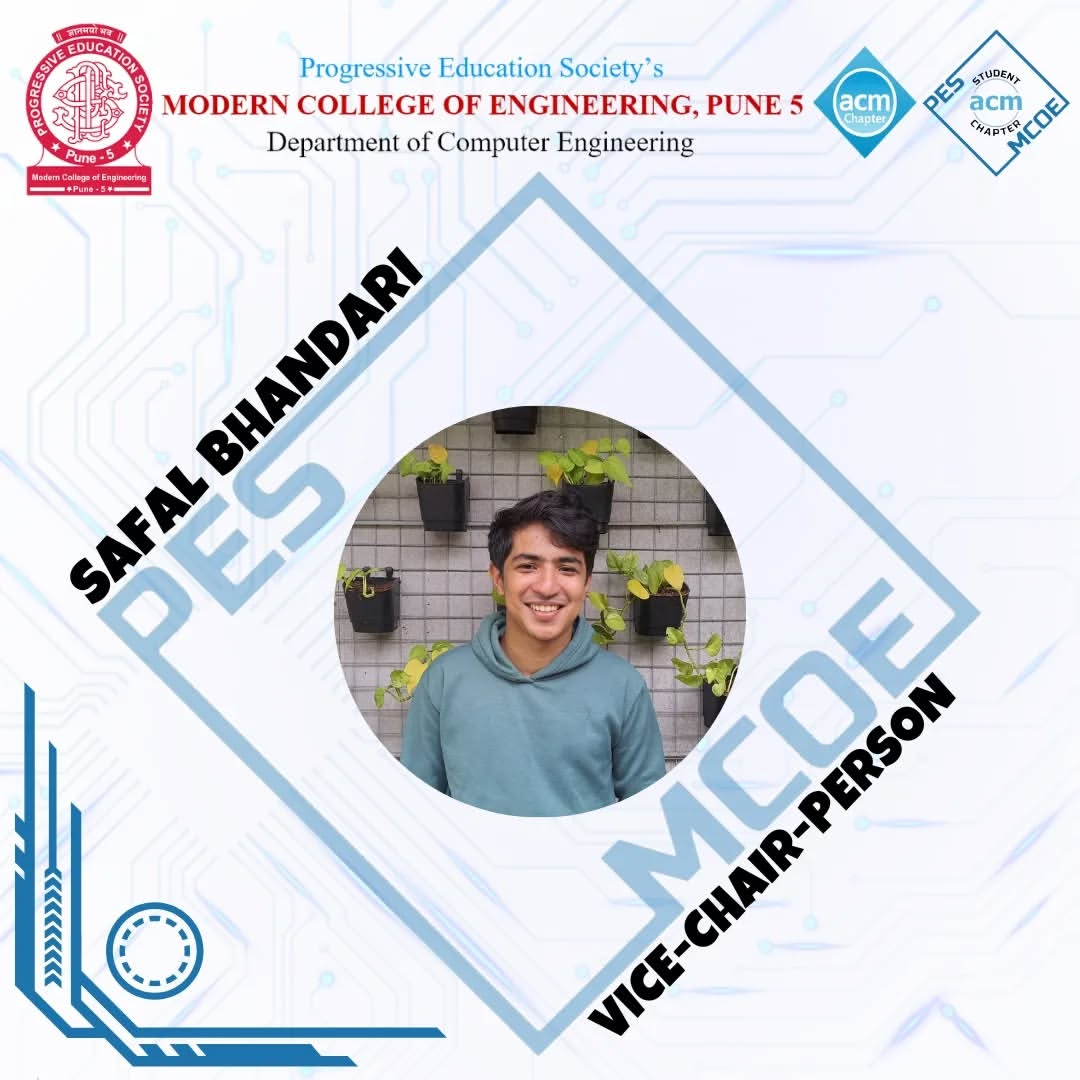 ॥ ज्ञानमयो भव ॥
PROGRESSIVE EDUCATION SOCIETY
★ Pune - 5 ★
Modern College of Engineering
★Pune - 5★
Progressive Education Society's
MODERN COLLEGE OF ENGINEERING, PUNE 5
Department of Computer Engineering
acm
Chapter
PES
STUDENT
acm
CHAPTER
MCOE
SAFAL BHANDARI
PES
MCOE
VICE-CHAIR-PERSON